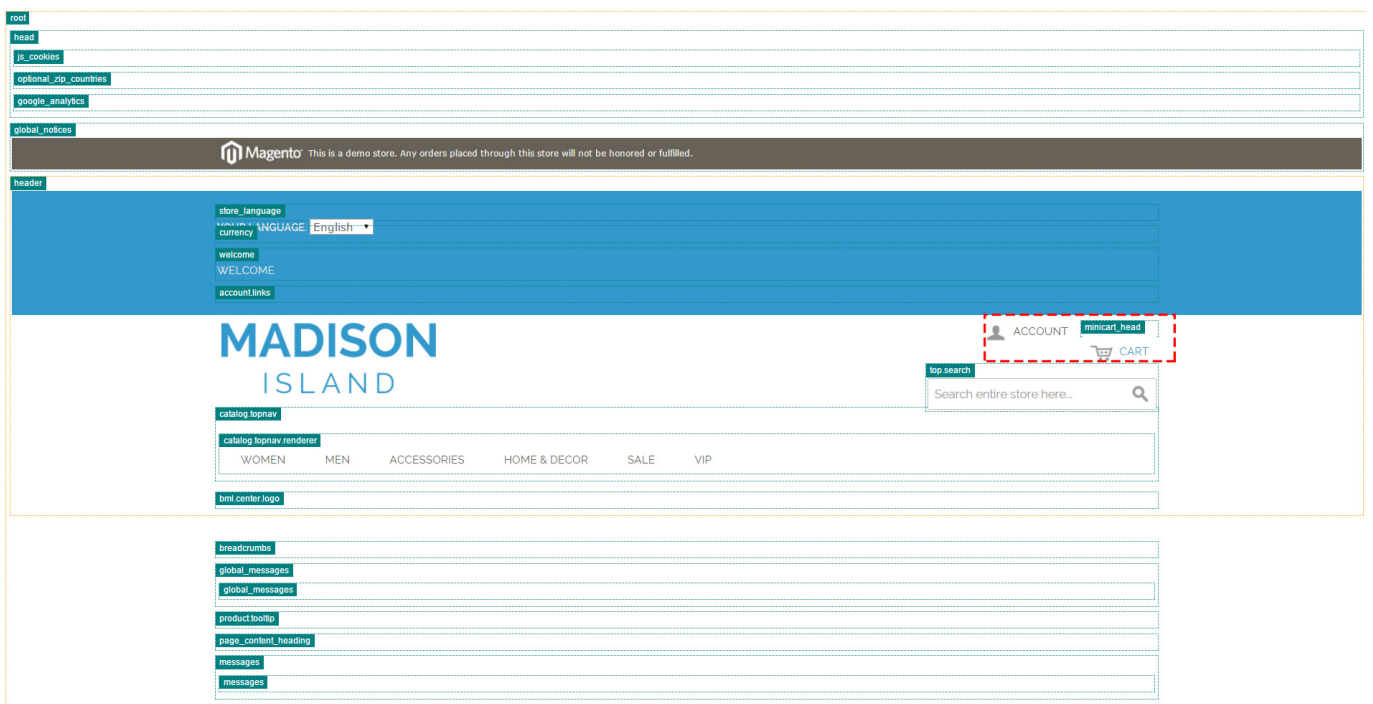 root
head
js_cookies
optional_zip_countries
google_analytics
global_notices
Magento® This is a demo store. Any orders placed through this store will not be honored or fulfilled.
header
store_language
YOUR LANGUAGE: English
currency
welcome
WELCOME
account.links
MADISON
ISLAND
ACCOUNT
minicart_head
CART
top.search
Search entire store here...
catalog.topnav
catalog.topnav.renderer
WOMEN MEN ACCESSORIES HOME & DECOR SALE VIP
bml.center.logo
breadcrumbs
global_messages
global_messages
product.tooltip
page_content_heading
messages
messages